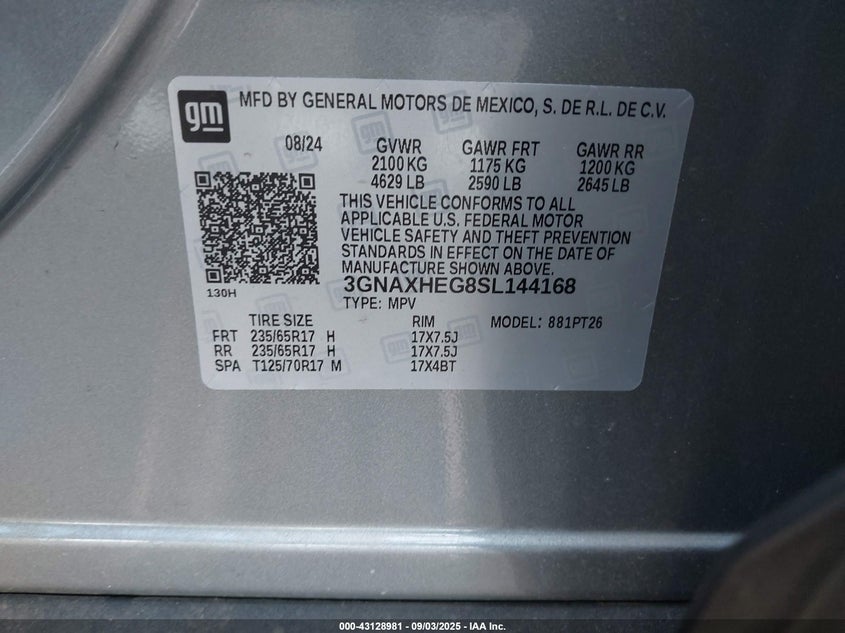 gm
MFD BY GENERAL MOTORS DE MEXICO, S. DE R.L. DE C.V.
08/24 GVWR GAWR FRT GAWR RR
2100 KG 1175 KG 1200 KG
4629 LB 2590 LB 2645 LB
THIS VEHICLE CONFORMS TO ALL
APPLICABLE U.S. FEDERAL MOTOR
VEHICLE SAFETY AND THEFT PREVENTION
STANDARDS IN EFFECT ON THE DATE OF
MANUFACTURE SHOWN ABOVE.
130H
3GNAXHEG8SL144168
TYPE: MPV
TIRE SIZE RIM MODEL: 881PT26
FRT 235/65R17 H 17X7.5J
RR 235/65R17 H 17X7.5J
SPA T125/70R17 M 17X4BT
000-43128981 - 09/03/2025 - IAA Inc.